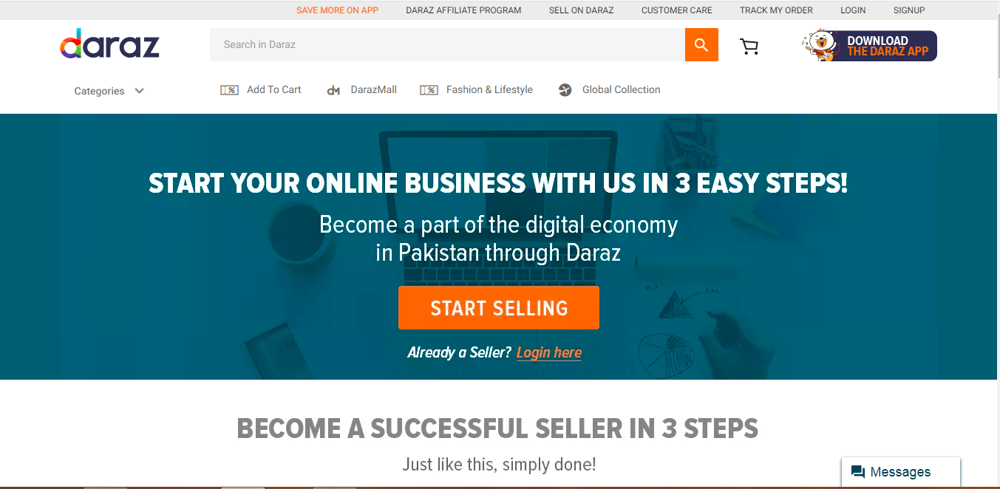 SAVE MORE ON APP DARAZ AFFILIATE PROGRAM SELL ON DARAZ CUSTOMER CARE TRACK MY ORDER LOGIN SIGNUP
daraz Search in Daraz DOWNLOAD
THE DARAZ APP
Categories % Add To Cart dM DarazMall % Fashion & Lifestyle Global Collection
START YOUR ONLINE BUSINESS WITH US IN 3 EASY STEPS!
Become a part of the digital economy
in Pakistan through Daraz
START SELLING
Already a Seller? Login here
BECOME A SUCCESSFUL SELLER IN 3 STEPS
Just like this, simply done!
Messages